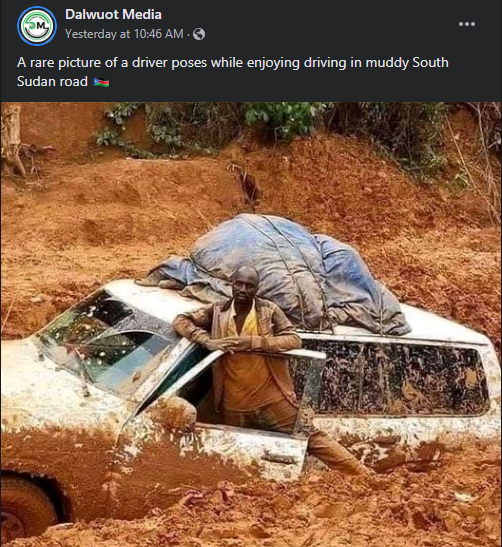 Dalwuot Media
Yesterday at 10:46 AM ·
A rare picture of a driver poses while enjoying driving in muddy South
Sudan road 🇸🇸